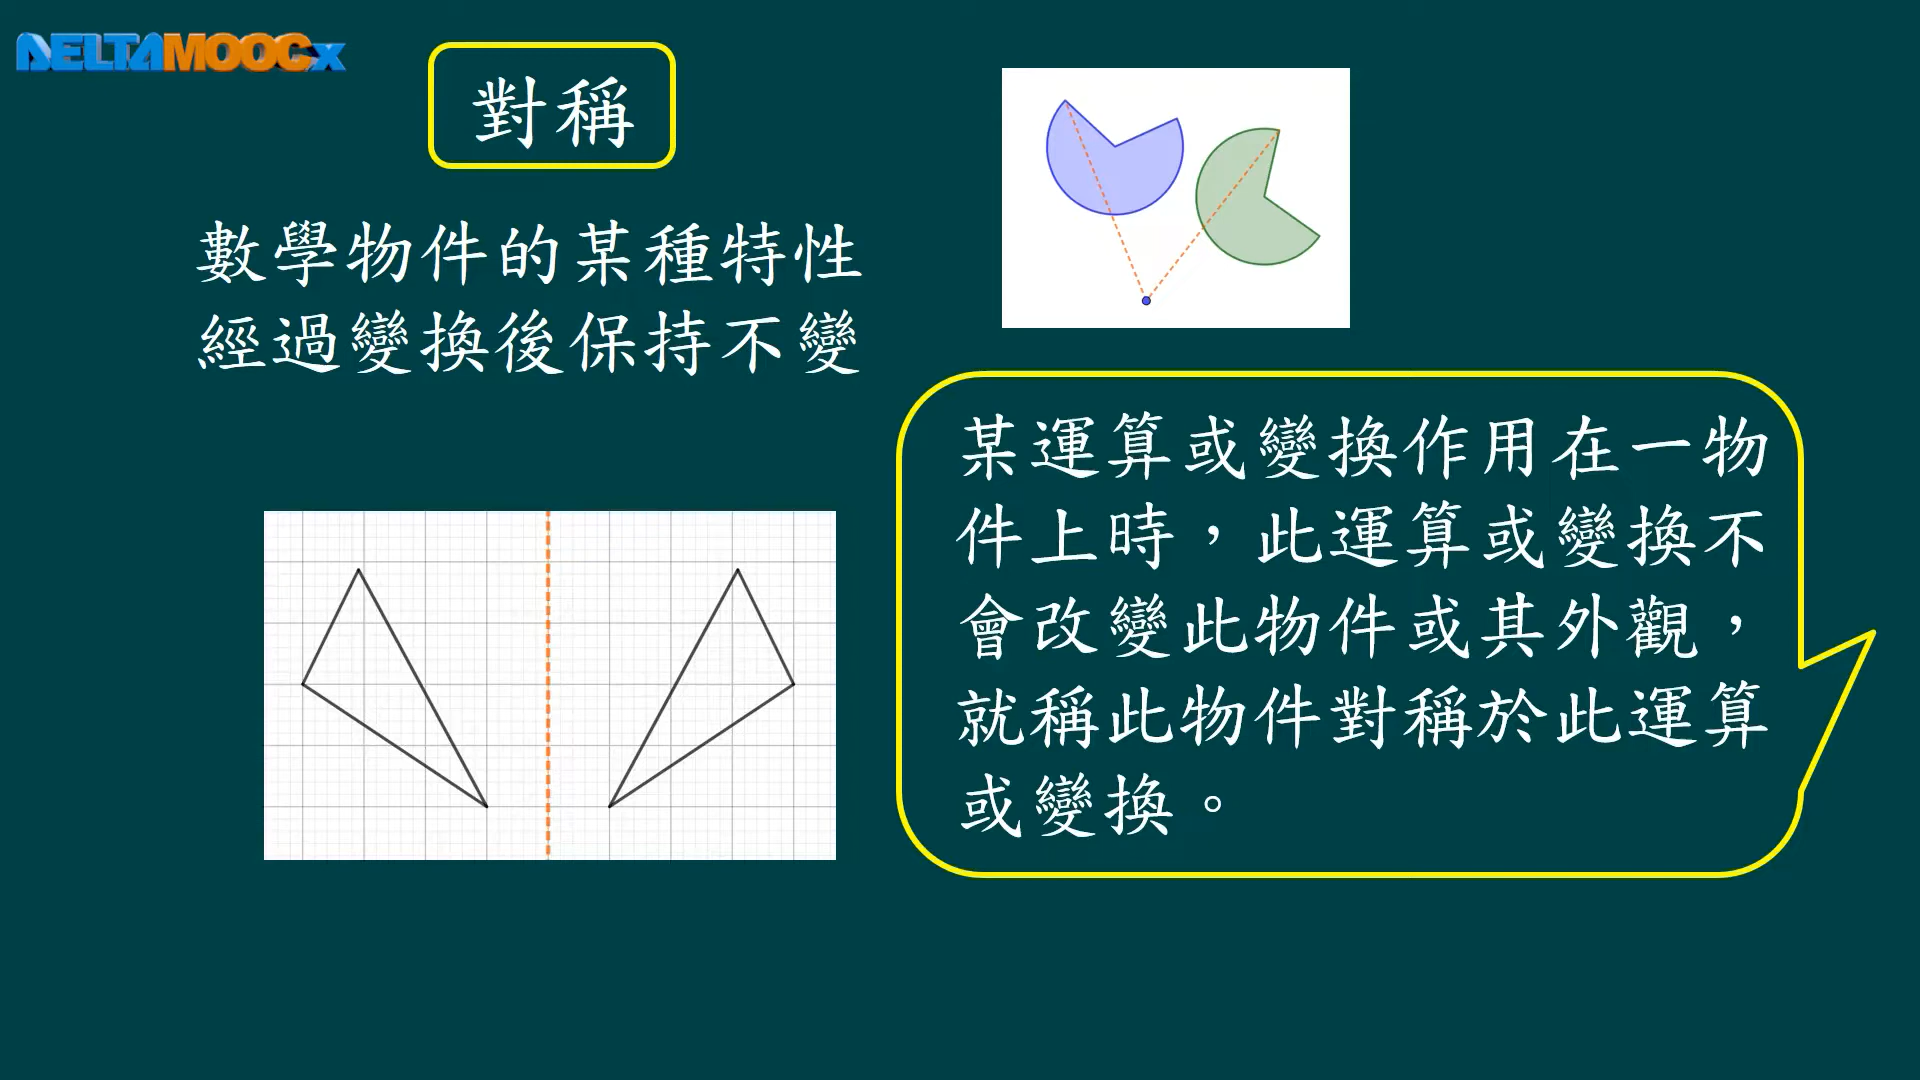 DELTAMOOCx
對稱
數學物件的某種特性
經過變換後保持不變
某運算或變換作用在一物
件上時，此運算或變換不
會改變此物件或其外觀，
就稱此物件對稱於此運算
或變換。